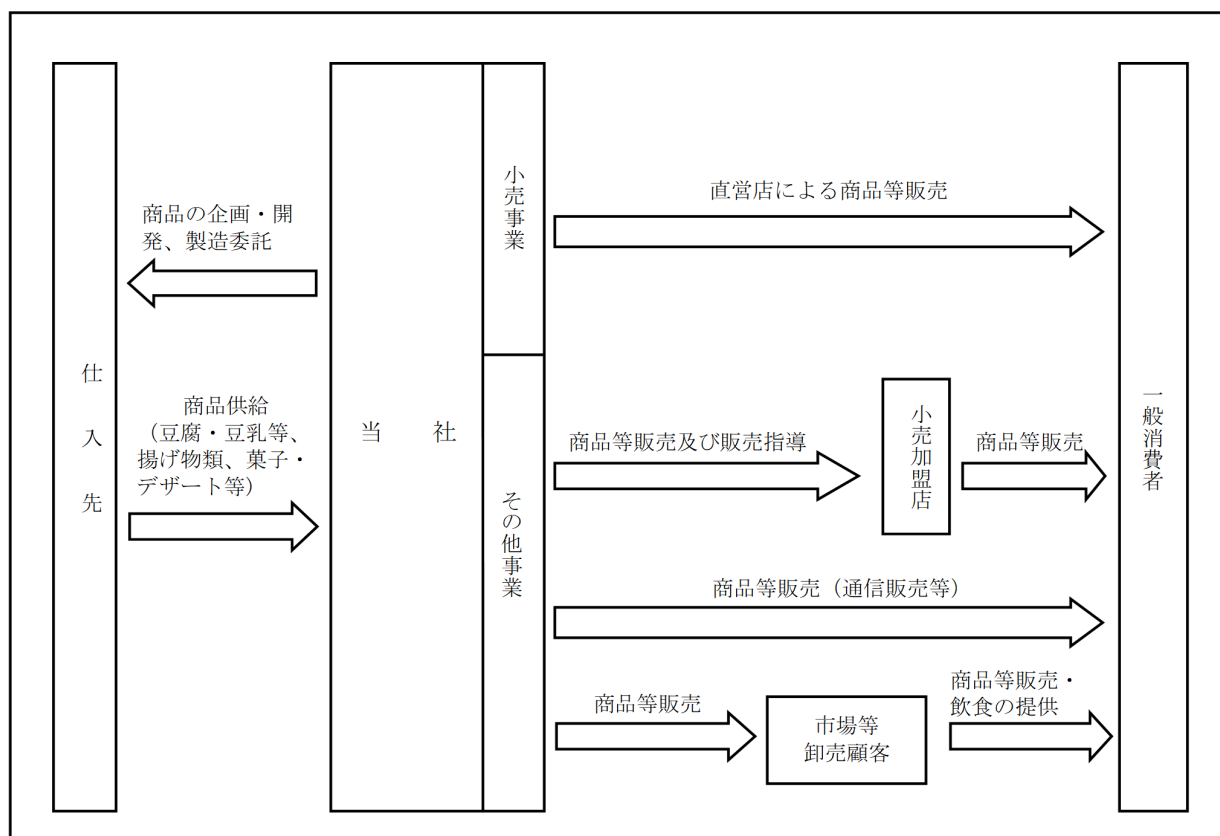 仕入先
商品の企画・開
発、製造委託
商品供給
（豆腐・豆乳等、
揚げ物類、菓子・
デザート等）
当社
小売事業
その他事業
直営店による商品等販売
商品等販売及び販売指導
小売加盟店
商品等販売
商品等販売（通信販売等）
商品等販売
市場等
卸売顧客
商品等販売・
飲食の提供
一般消費者